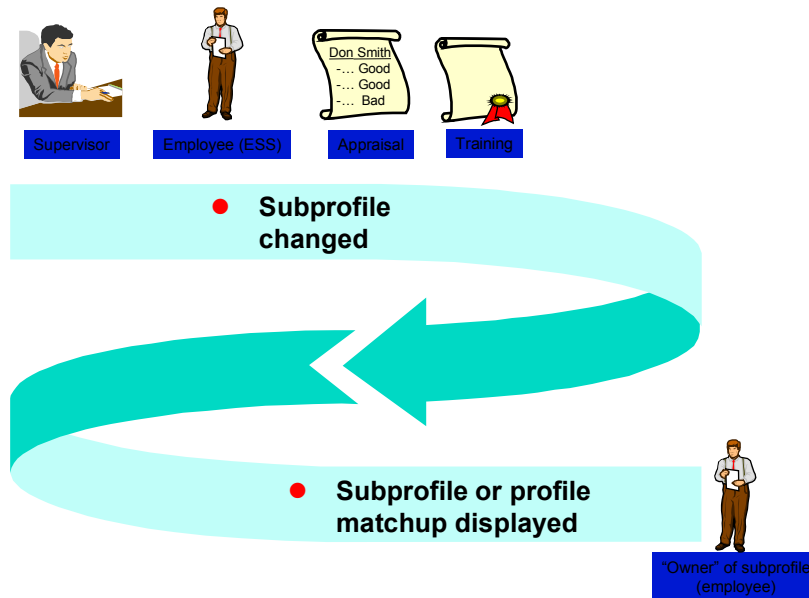 Don Smith
-… Good
-… Good
-… Bad
Supervisor
Employee (ESS)
Appraisal
Training
Subprofile
changed
Subprofile or profile
matchup displayed
“Owner” of subprofile
(employee)